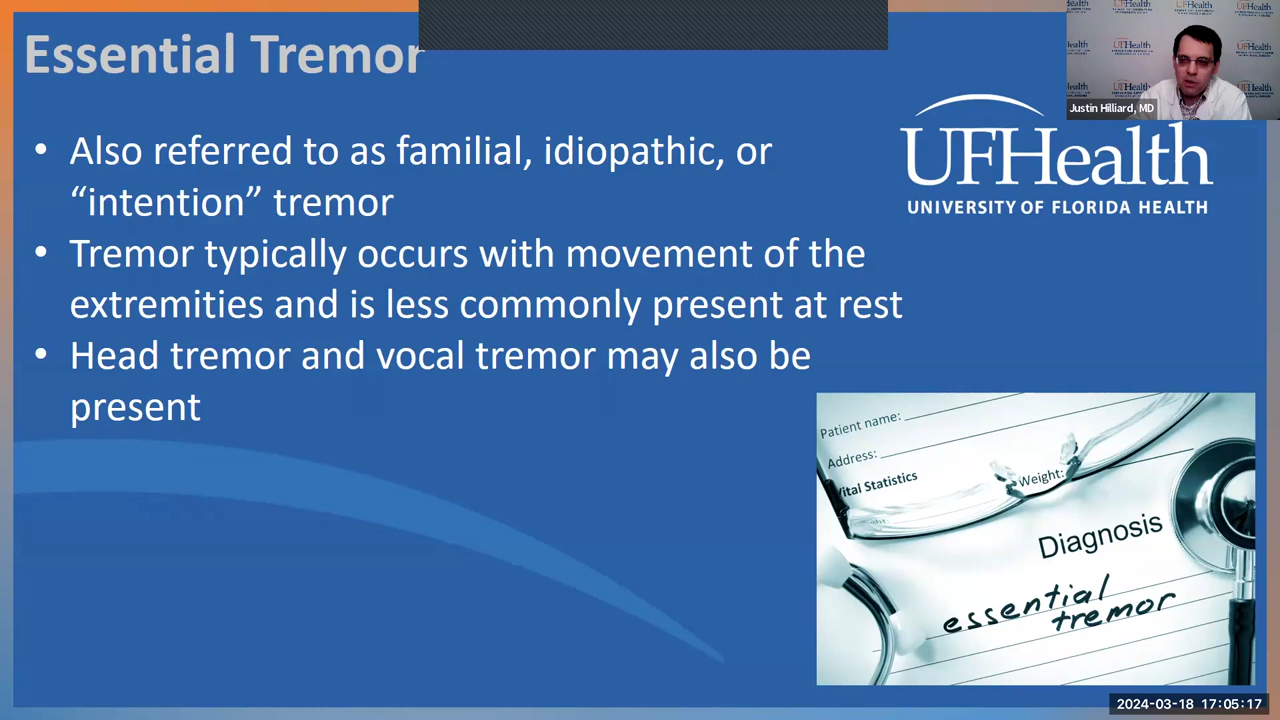 Essential Tremor
• Also referred to as familial, idiopathic, or
“intention” tremor
• Tremor typically occurs with movement of the
extremities and is less commonly present at rest
• Head tremor and vocal tremor may also be
present
UFHealth
UNIVERSITY OF FLORIDA HEALTH
UFHealth
Justin Hilliard, MD
Patient name:
Address:
Vital Statistics
Weight:
Diagnosis
essential
tremor
2024-03-18 17:05:17